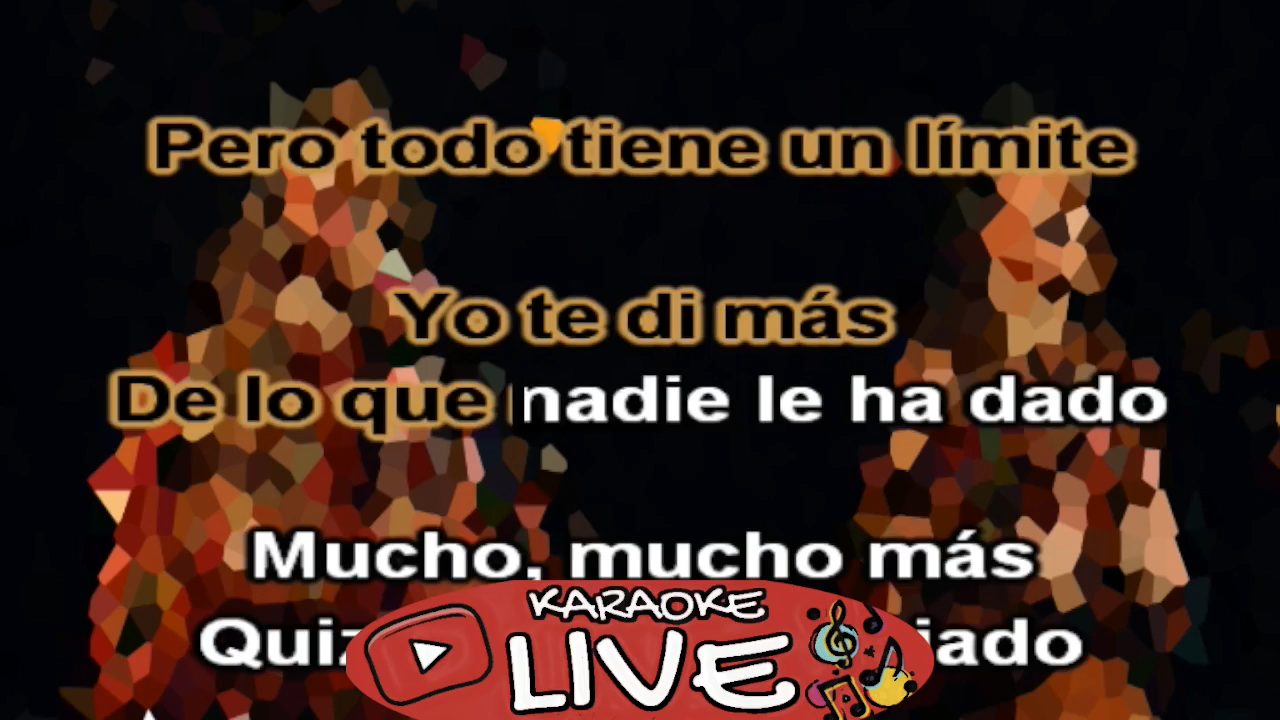 Pero todo tiene un límite
Yo te di más
De lo que nadie le ha dado
Mucho, mucho más
KARAOKE
LIVE